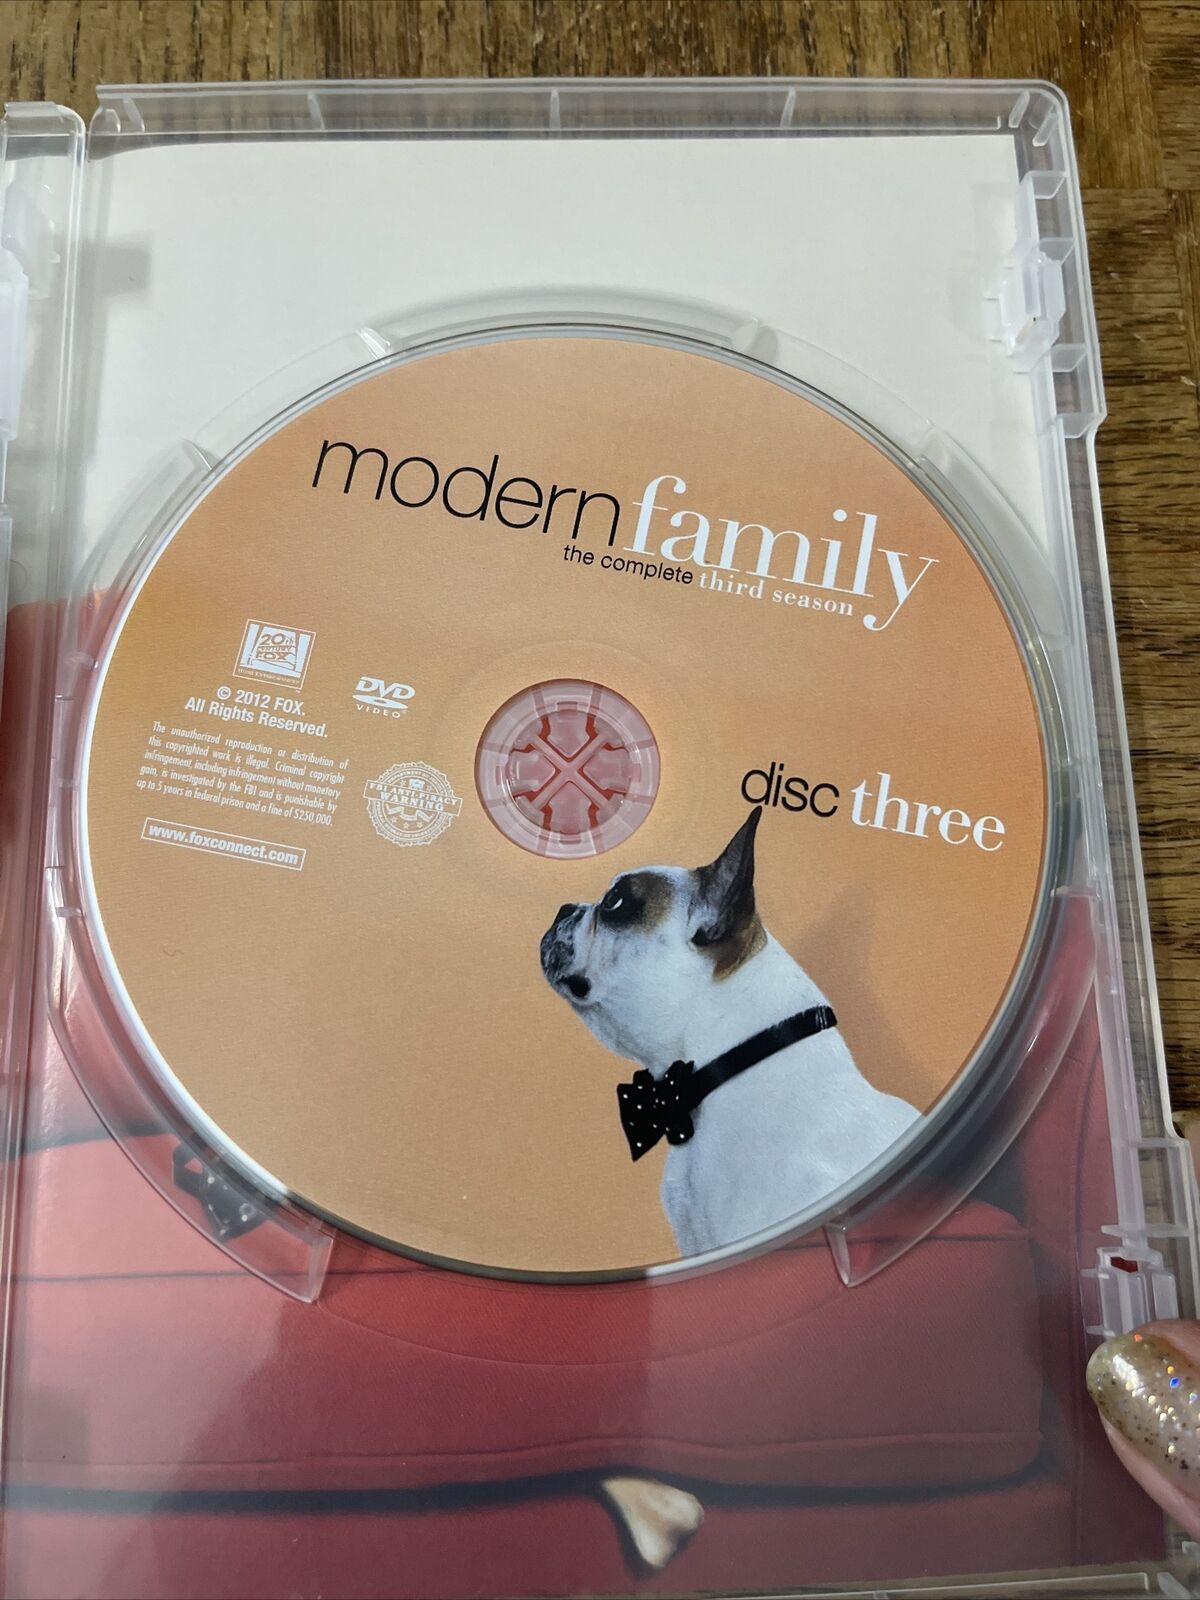 modernfamily
the complete third season
20th
CENTURY
FOX
HOME ENTERTAINMENT
© 2012 FOX.
All Rights Reserved.
DVD
VIDEO
The unauthorized reproduction or distribution of
this copyrighted work is illegal. Criminal copyright
infringement, including infringement without monetary
gain, is investigated by the FBI and is punishable by
up to 5 years in federal prison and a fine of $250,000.
FBI ANTI-PIRACY
WARNING
www.foxconnect.com
disc three